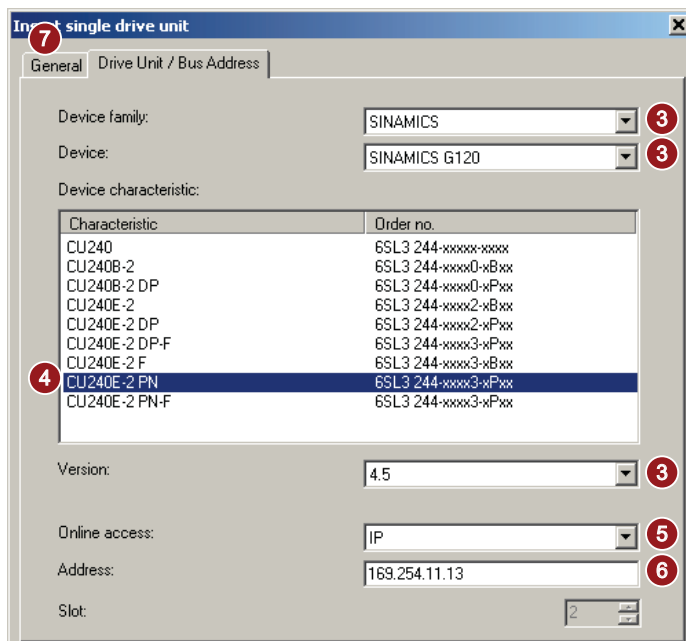 Insert single drive unit
7
General Drive Unit / Bus Address
Device family: SINAMICS 3
Device: SINAMICS G120 3
Device characteristic:
Characteristic Order no.
CU240 6SL3 244-xxxxx-xxxx
CU240B-2 6SL3 244-xxxx0-xBxx
CU240B-2 DP 6SL3 244-xxxx0-xPxx
CU240E-2 6SL3 244-xxxx2-xBxx
CU240E-2 DP 6SL3 244-xxxx2-xPxx
CU240E-2 DP-F 6SL3 244-xxxx3-xPxx
CU240E-2 F 6SL3 244-xxxx3-xBxx
4 CU240E-2 PN 6SL3 244-xxxx3-xPxx
CU240E-2 PN-F 6SL3 244-xxxx3-xPxx
Version: 4.5 3
Online access: IP 5
Address: 169.254.11.13 6
Slot: 2